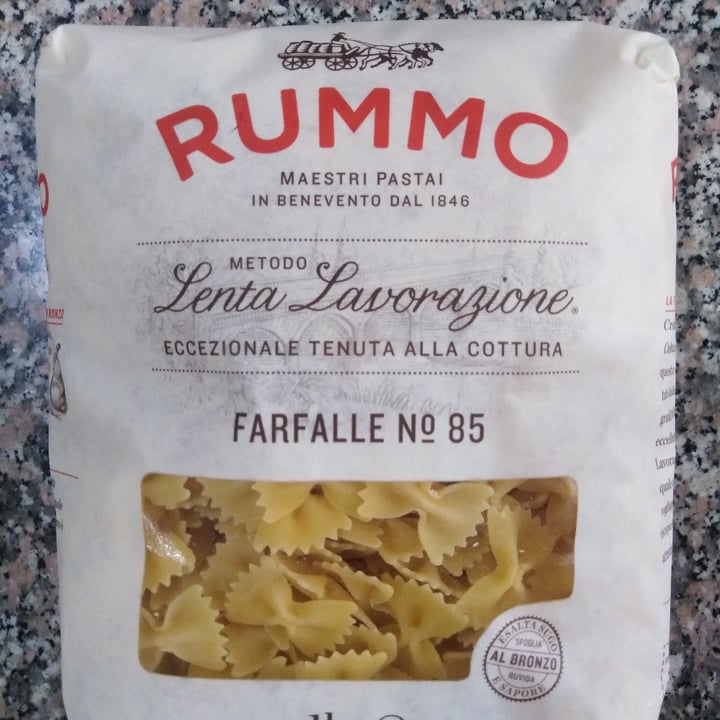 RUMMO
MAESTRI PASTAI
IN BENEVENTO DAL 1846
METODO
Lenta Lavorazione®
ECCEZIONALE TENUTA ALLA COTTURA
FARFALLE Nº 85
ESALTA SUGO
SFOGLIA
AL BRONZO
RUVIDA
E SAPORE